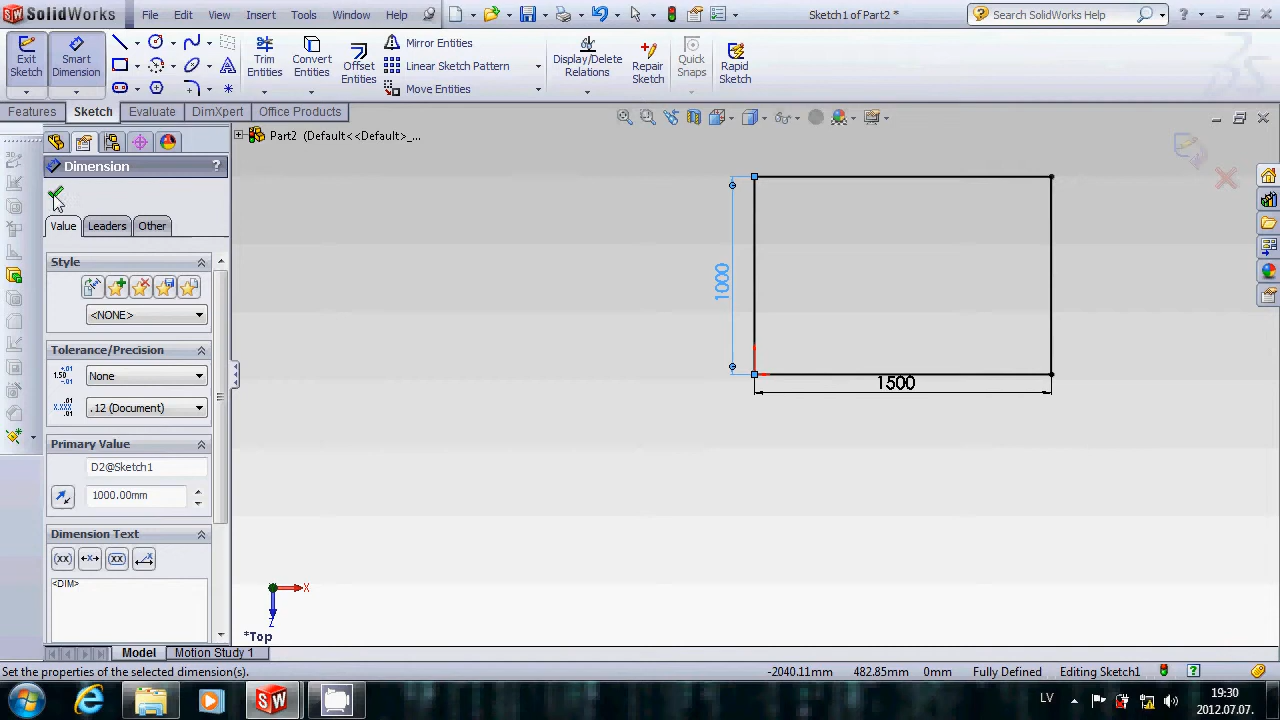 SolidWorks
File Edit View Insert Tools Window Help
Sketch1 of Part2 *
Search SolidWorks Help
Exit Sketch
Smart Dimension
Trim Entities
Convert Entities
Offset Entities
Mirror Entities
Linear Sketch Pattern
Move Entities
Display/Delete Relations
Repair Sketch
Quick Snaps
Rapid Sketch
Features Sketch Evaluate DimXpert Office Products
Part2 (Default<<Default>_...
Dimension ?
Value Leaders Other
Style
<NONE>
Tolerance/Precision
None
.12 (Document)
Primary Value
D2@Sketch1
1000.00mm
Dimension Text
<DIM>
1000
1500
X
Z
*Top
Model Motion Study 1
Set the properties of the selected dimension(s).
-2040.11mm 482.85mm 0mm Fully Defined Editing Sketch1
LV
19:30
2012.07.07.